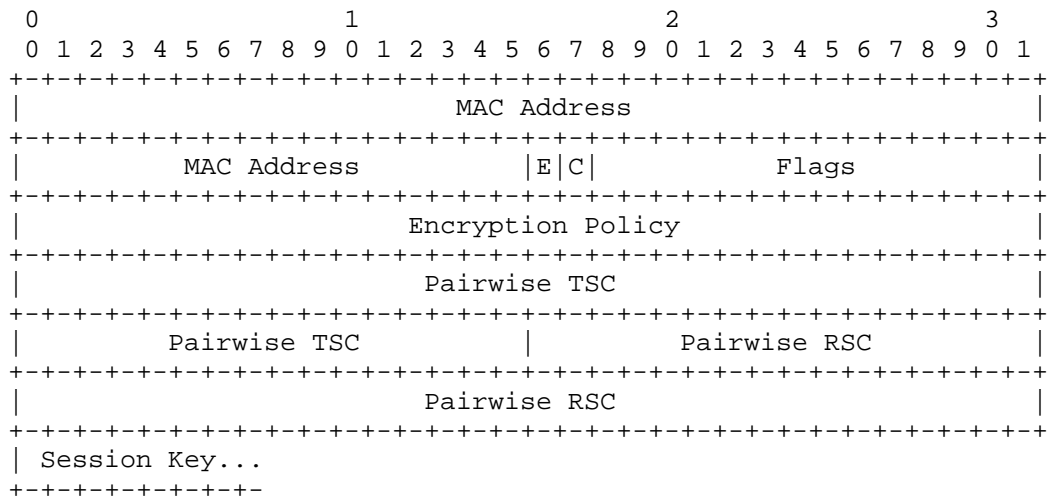 0                   1                   2                   3
 0 1 2 3 4 5 6 7 8 9 0 1 2 3 4 5 6 7 8 9 0 1 2 3 4 5 6 7 8 9 0 1
+-+-+-+-+-+-+-+-+-+-+-+-+-+-+-+-+-+-+-+-+-+-+-+-+-+-+-+-+-+-+-+-+
|                           MAC Address                         |
+-+-+-+-+-+-+-+-+-+-+-+-+-+-+-+-+-+-+-+-+-+-+-+-+-+-+-+-+-+-+-+-+
|          MAC Address          |E|C|           Flags           |
+-+-+-+-+-+-+-+-+-+-+-+-+-+-+-+-+-+-+-+-+-+-+-+-+-+-+-+-+-+-+-+-+
|                        Encryption Policy                      |
+-+-+-+-+-+-+-+-+-+-+-+-+-+-+-+-+-+-+-+-+-+-+-+-+-+-+-+-+-+-+-+-+
|                         Pairwise TSC                          |
+-+-+-+-+-+-+-+-+-+-+-+-+-+-+-+-+-+-+-+-+-+-+-+-+-+-+-+-+-+-+-+-+
|         Pairwise TSC          |         Pairwise RSC          |
+-+-+-+-+-+-+-+-+-+-+-+-+-+-+-+-+-+-+-+-+-+-+-+-+-+-+-+-+-+-+-+-+
|                         Pairwise RSC                          |
+-+-+-+-+-+-+-+-+-+-+-+-+-+-+-+-+-+-+-+-+-+-+-+-+-+-+-+-+-+-+-+-+
| Session Key...
+-+-+-+-+-+-+-+-